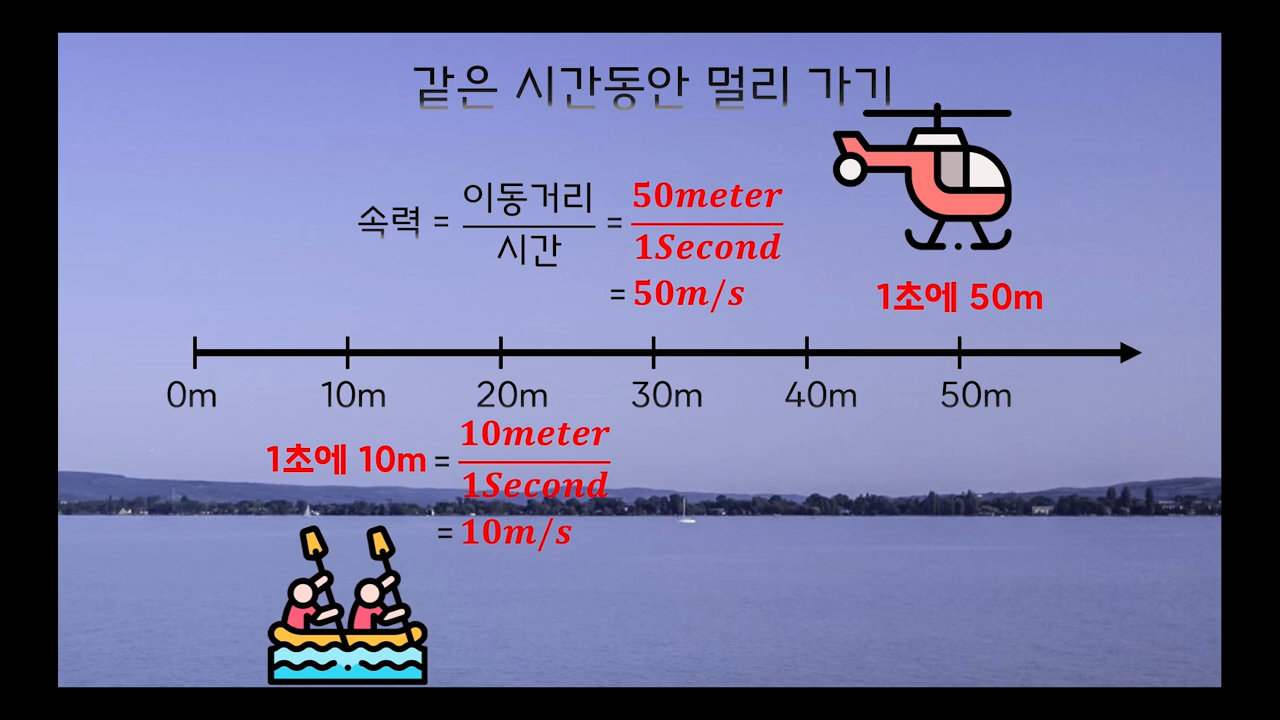 같은 시간동안 멀리 가기
속력 = 이동거리 / 시간 = 50meter / 1Second
= 50m/s
1초에 50m
0m 10m 20m 30m 40m 50m
1초에 10m = 10meter / 1Second
= 10m/s